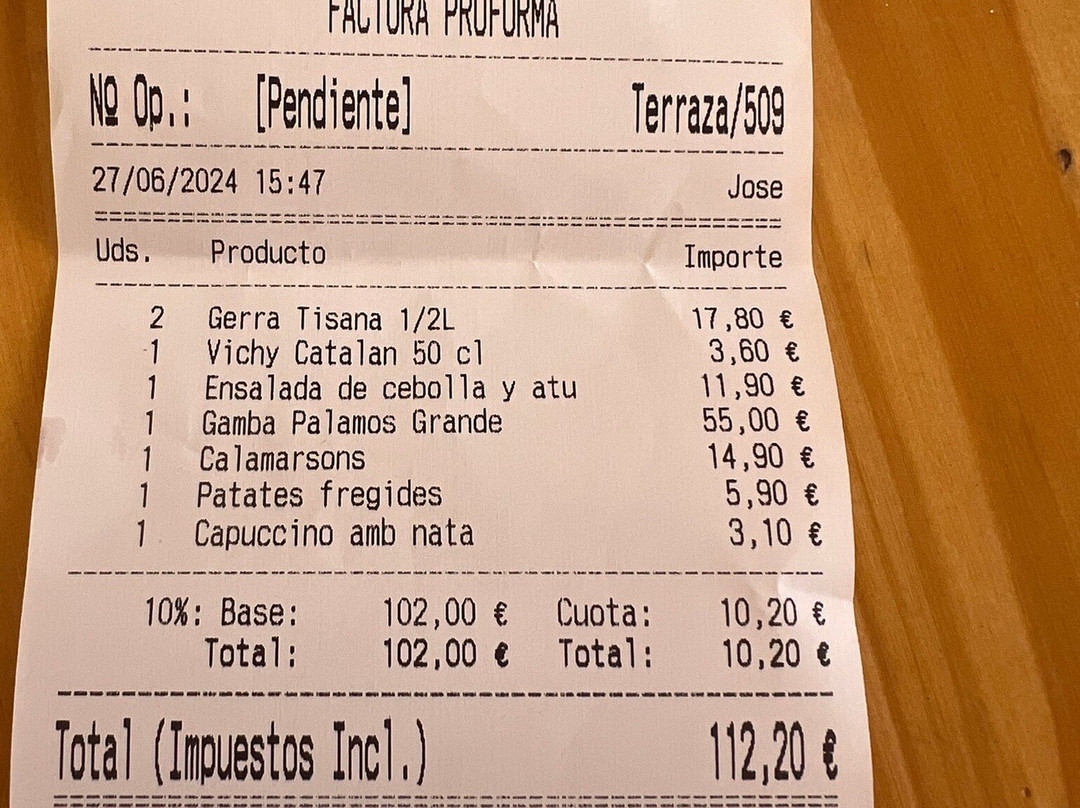 FACTURA PROFORMA
Nº Op.: [Pendiente] Terraza/509
27/06/2024 15:47 Jose
Uds. Producto Importe
2 Gerra Tisana 1/2L 17,80 €
1 Vichy Catalan 50 cl 3,60 €
1 Ensalada de cebolla y atu 11,90 €
1 Gamba Palamos Grande 55,00 €
1 Calamarsons 14,90 €
1 Patates fregides 5,90 €
1 Capuccino amb nata 3,10 €
10%: Base: 102,00 € Cuota: 10,20 €
Total: 102,00 € Total: 10,20 €
Total (Impuestos Incl.) 112,20 €